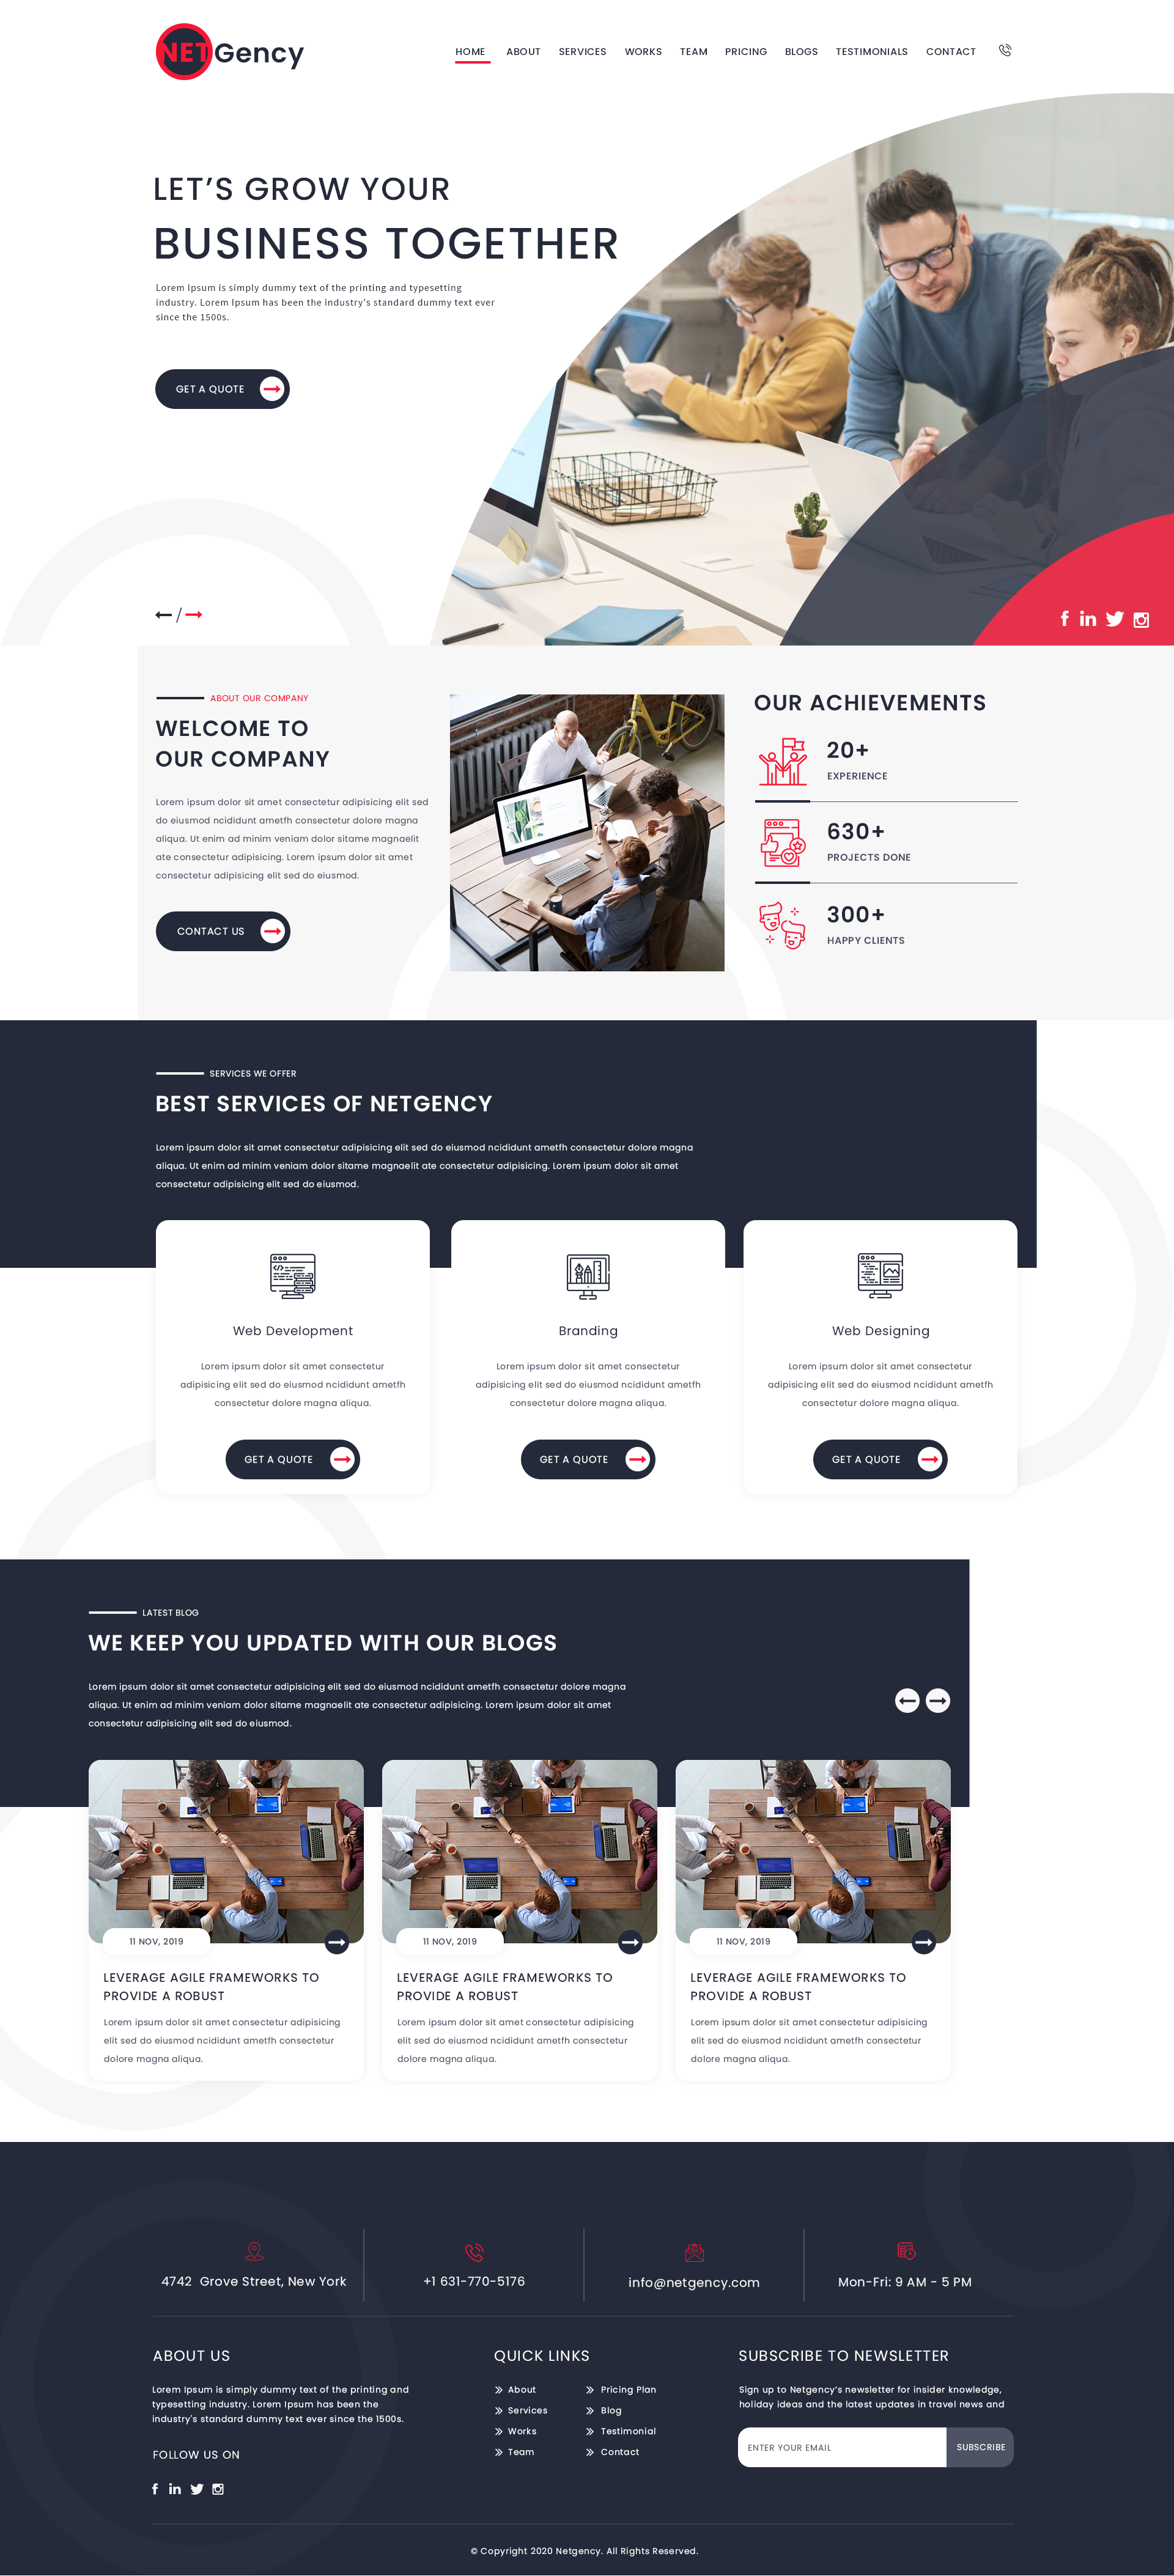 NETGency
HOME ABOUT SERVICES WORKS TEAM PRICING BLOGS TESTIMONIALS CONTACT
LET’S GROW YOUR
BUSINESS TOGETHER
Lorem Ipsum is simply dummy text of the printing and typesetting
industry. Lorem Ipsum has been the industry's standard dummy text ever
since the 1500s.
GET A QUOTE
/
ABOUT OUR COMPANY
WELCOME TO
OUR COMPANY
Lorem ipsum dolor sit amet consectetur adipisicing elit sed
do eiusmod ncididunt ametfh consectetur dolore magna
aliqua. Ut enim ad minim veniam dolor sitame magnaelit
ate consectetur adipisicing. Lorem ipsum dolor sit amet
consectetur adipisicing elit sed do eiusmod.
CONTACT US
OUR ACHIEVEMENTS
20+
EXPERIENCE
630+
PROJECTS DONE
300+
HAPPY CLIENTS
SERVICES WE OFFER
BEST SERVICES OF NETGENCY
Lorem ipsum dolor sit amet consectetur adipisicing elit sed do eiusmod ncididunt ametfh consectetur dolore magna
aliqua. Ut enim ad minim veniam dolor sitame magnaelit ate consectetur adipisicing. Lorem ipsum dolor sit amet
consectetur adipisicing elit sed do eiusmod.
Web Development
Lorem ipsum dolor sit amet consectetur
adipisicing elit sed do eiusmod ncididunt ametfh
consectetur dolore magna aliqua.
GET A QUOTE
Branding
Lorem ipsum dolor sit amet consectetur
adipisicing elit sed do eiusmod ncididunt ametfh
consectetur dolore magna aliqua.
GET A QUOTE
Web Designing
Lorem ipsum dolor sit amet consectetur
adipisicing elit sed do eiusmod ncididunt ametfh
consectetur dolore magna aliqua.
GET A QUOTE
LATEST BLOG
WE KEEP YOU UPDATED WITH OUR BLOGS
Lorem ipsum dolor sit amet consectetur adipisicing elit sed do eiusmod ncididunt ametfh consectetur dolore magna
aliqua. Ut enim ad minim veniam dolor sitame magnaelit ate consectetur adipisicing. Lorem ipsum dolor sit amet
consectetur adipisicing elit sed do eiusmod.
11 NOV, 2019
LEVERAGE AGILE FRAMEWORKS TO
PROVIDE A ROBUST
Lorem ipsum dolor sit amet consectetur adipisicing
elit sed do eiusmod ncididunt ametfh consectetur
dolore magna aliqua.
11 NOV, 2019
LEVERAGE AGILE FRAMEWORKS TO
PROVIDE A ROBUST
Lorem ipsum dolor sit amet consectetur adipisicing
elit sed do eiusmod ncididunt ametfh consectetur
dolore magna aliqua.
11 NOV, 2019
LEVERAGE AGILE FRAMEWORKS TO
PROVIDE A ROBUST
Lorem ipsum dolor sit amet consectetur adipisicing
elit sed do eiusmod ncididunt ametfh consectetur
dolore magna aliqua.
4742 Grove Street, New York
+1 631-770-5176
info@netgency.com
Mon-Fri: 9 AM - 5 PM
ABOUT US
Lorem Ipsum is simply dummy text of the printing and
typesetting industry. Lorem Ipsum has been the
industry's standard dummy text ever since the 1500s.
FOLLOW US ON
QUICK LINKS
About
Services
Works
Team
Pricing Plan
Blog
Testimonial
Contact
SUBSCRIBE TO NEWSLETTER
Sign up to Netgency’s newsletter for insider knowledge,
holiday ideas and the latest updates in travel news and
ENTER YOUR EMAIL
SUBSCRIBE
© Copyright 2020 Netgency. All Rights Reserved.